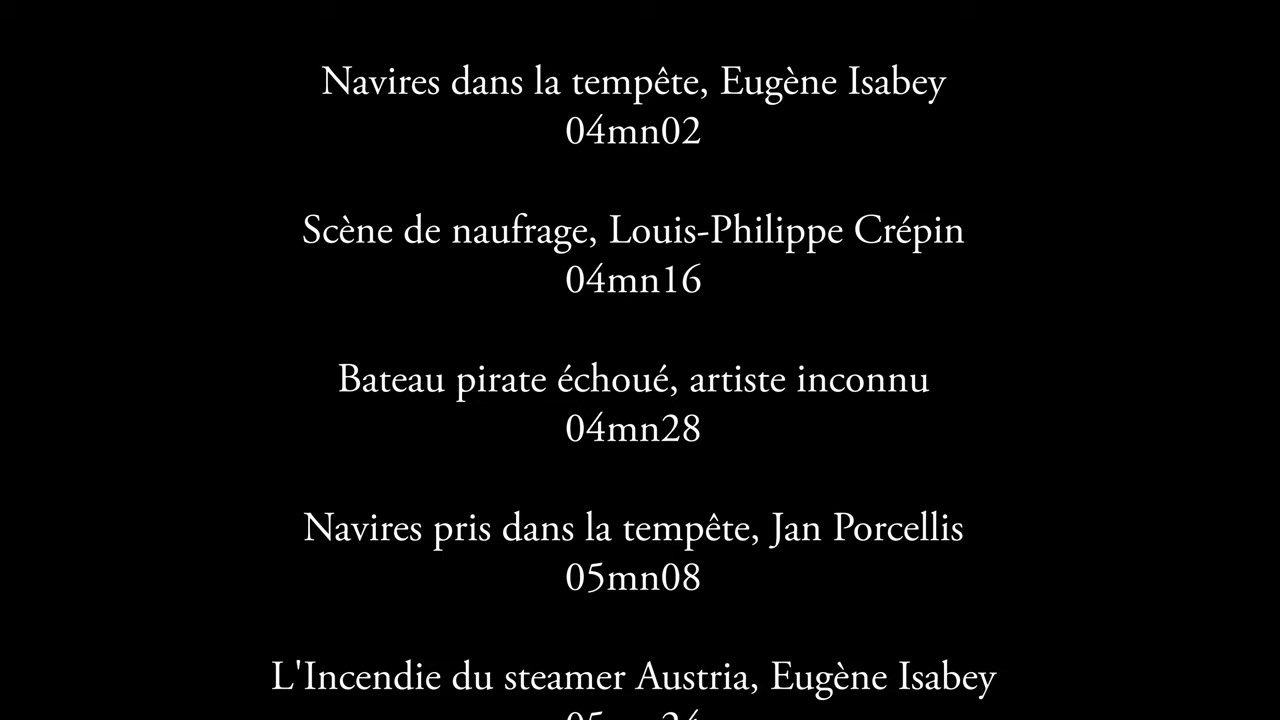 Navires dans la tempête, Eugène Isabey
04mn02
Scène de naufrage, Louis-Philippe Crépin
04mn16
Bateau pirate échoué, artiste inconnu
04mn28
Navires pris dans la tempête, Jan Porcellis
05mn08
L'Incendie du steamer Austria, Eugène Isabey